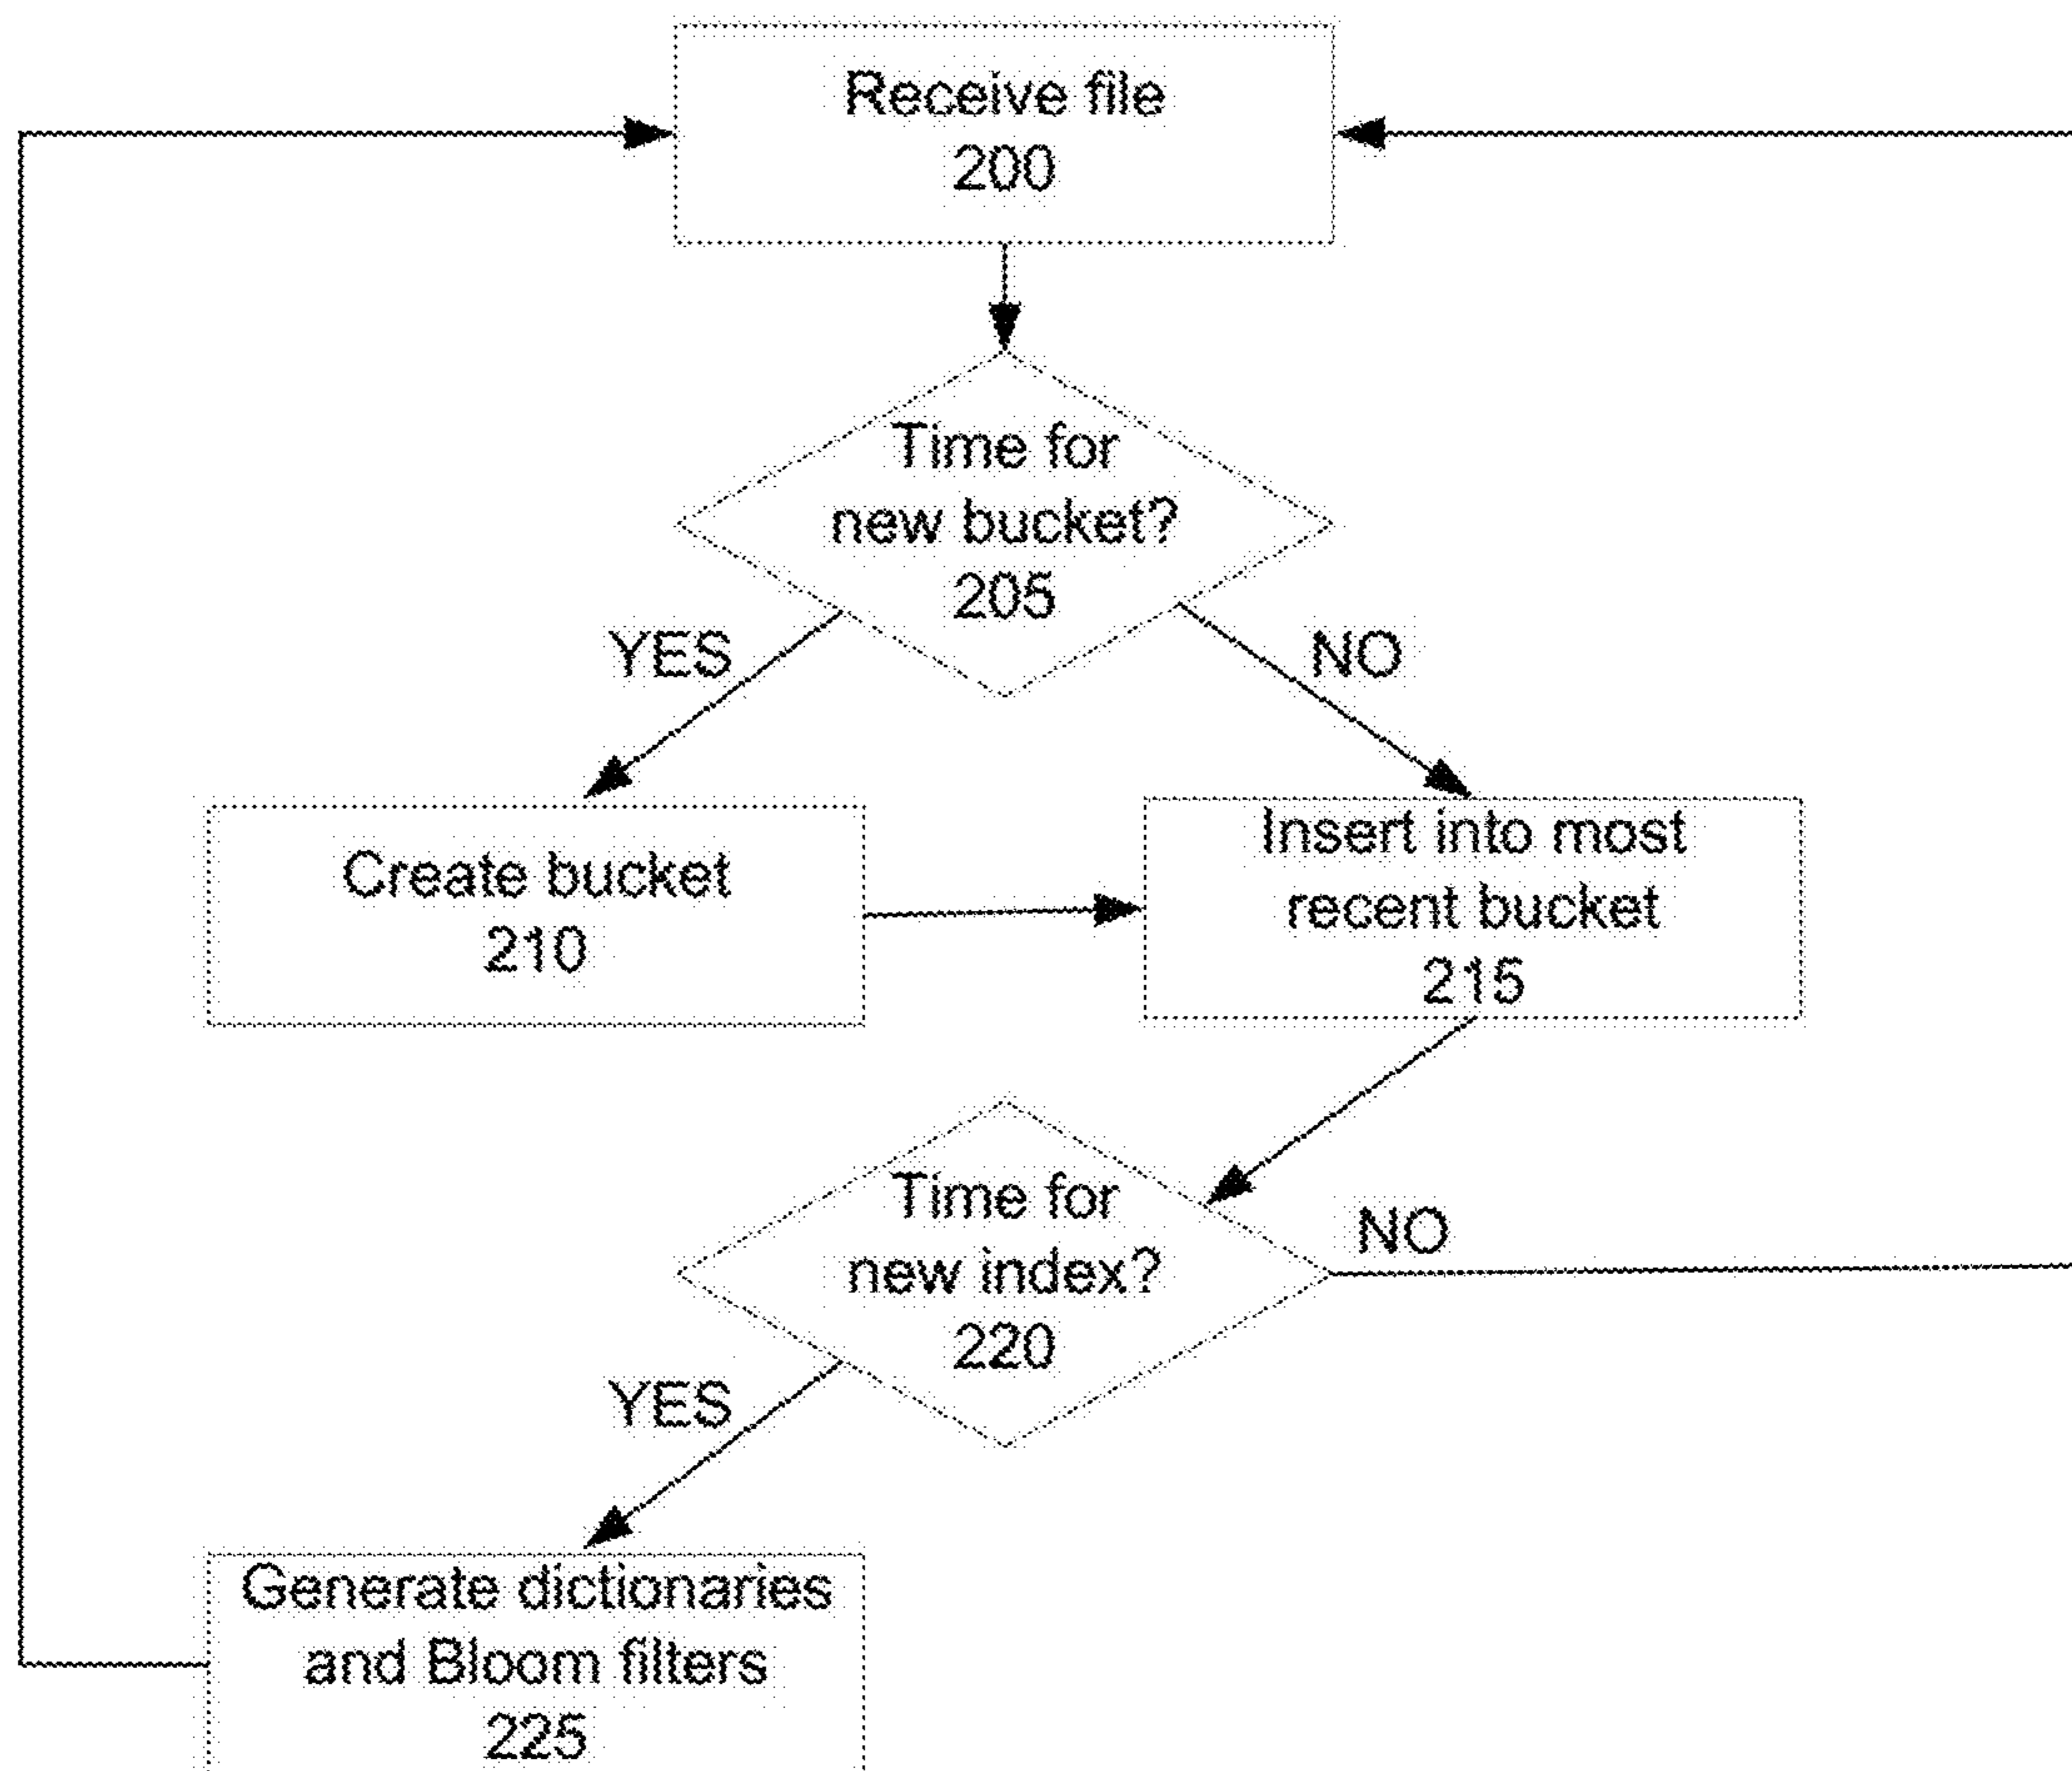 Receive file
200
Time for
new bucket?
205
YES
NO
Create bucket
210
Insert into most
recent bucket
215
Time for
new index?
220
NO
YES
Generate dictionaries
and Bloom filters
225